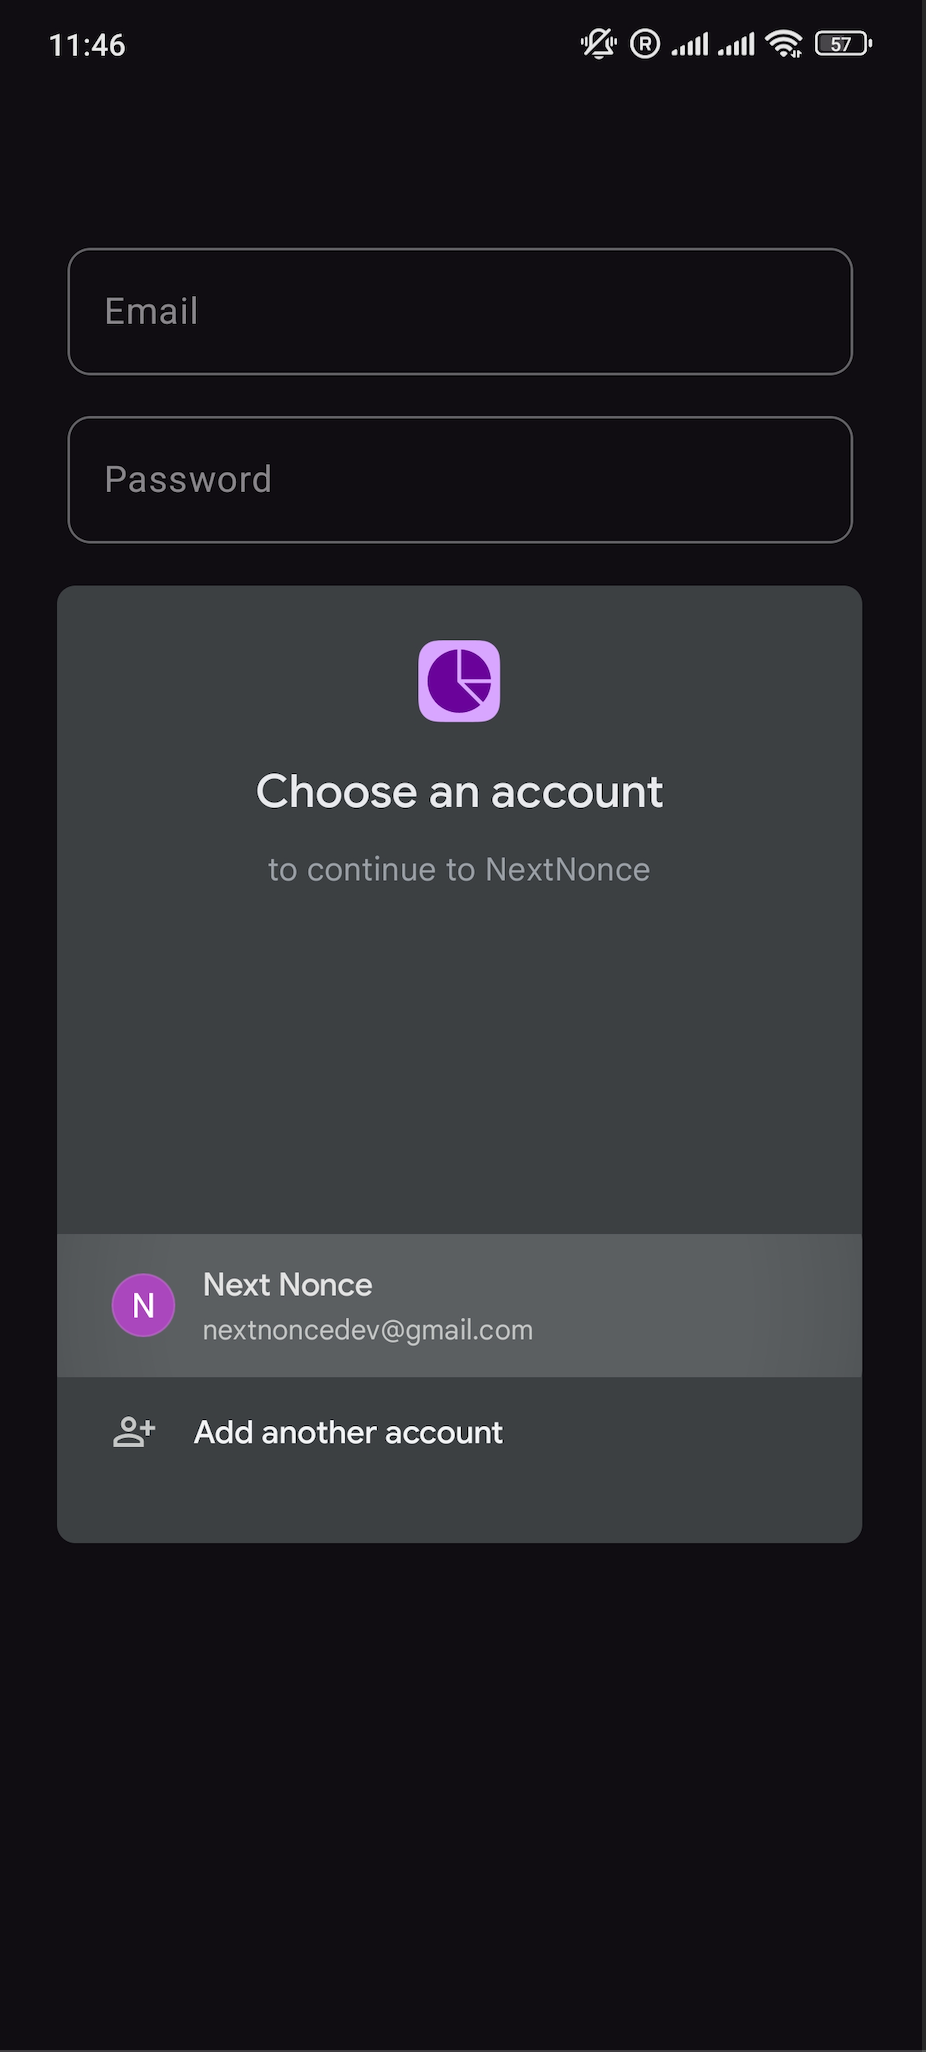 11:46
R
57
Email
Password
Choose an account
to continue to NextNonce
N
Next Nonce
nextnoncedev@gmail.com
Add another account